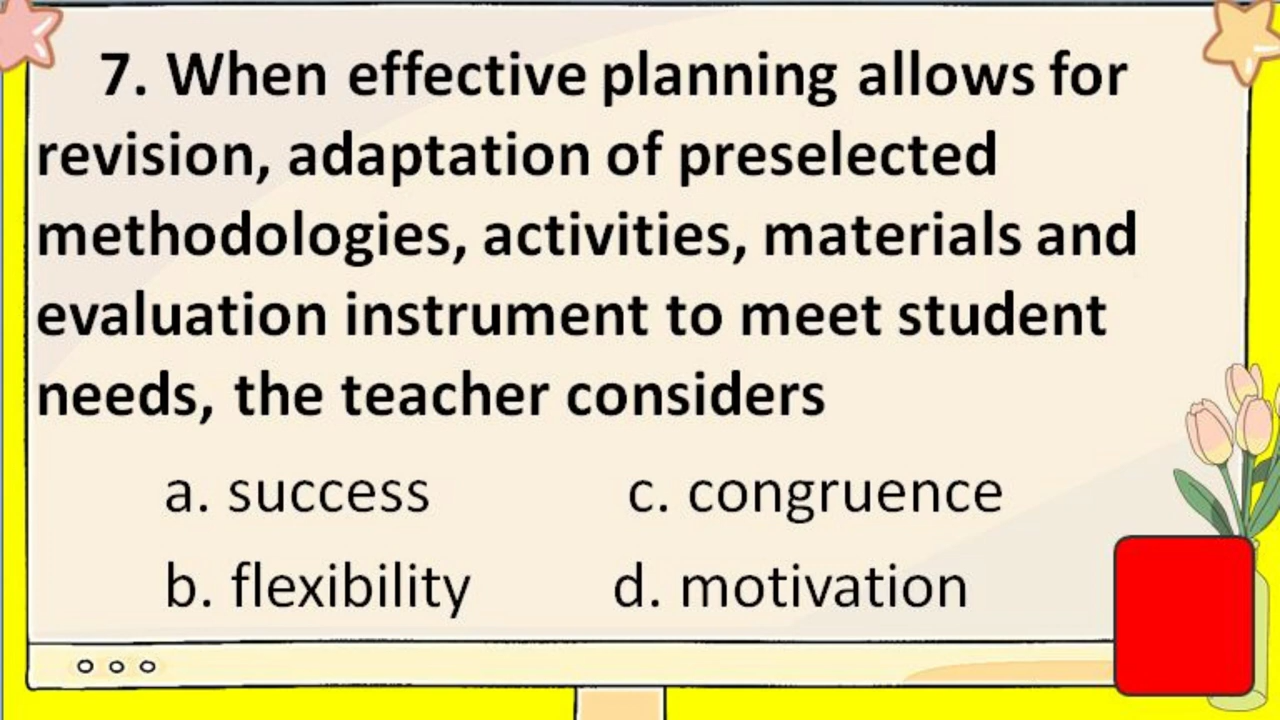 7. When effective planning allows for
revision, adaptation of preselected
methodologies, activities, materials and
evaluation instrument to meet student
needs, the teacher considers
a. success c. congruence
b. flexibility d. motivation